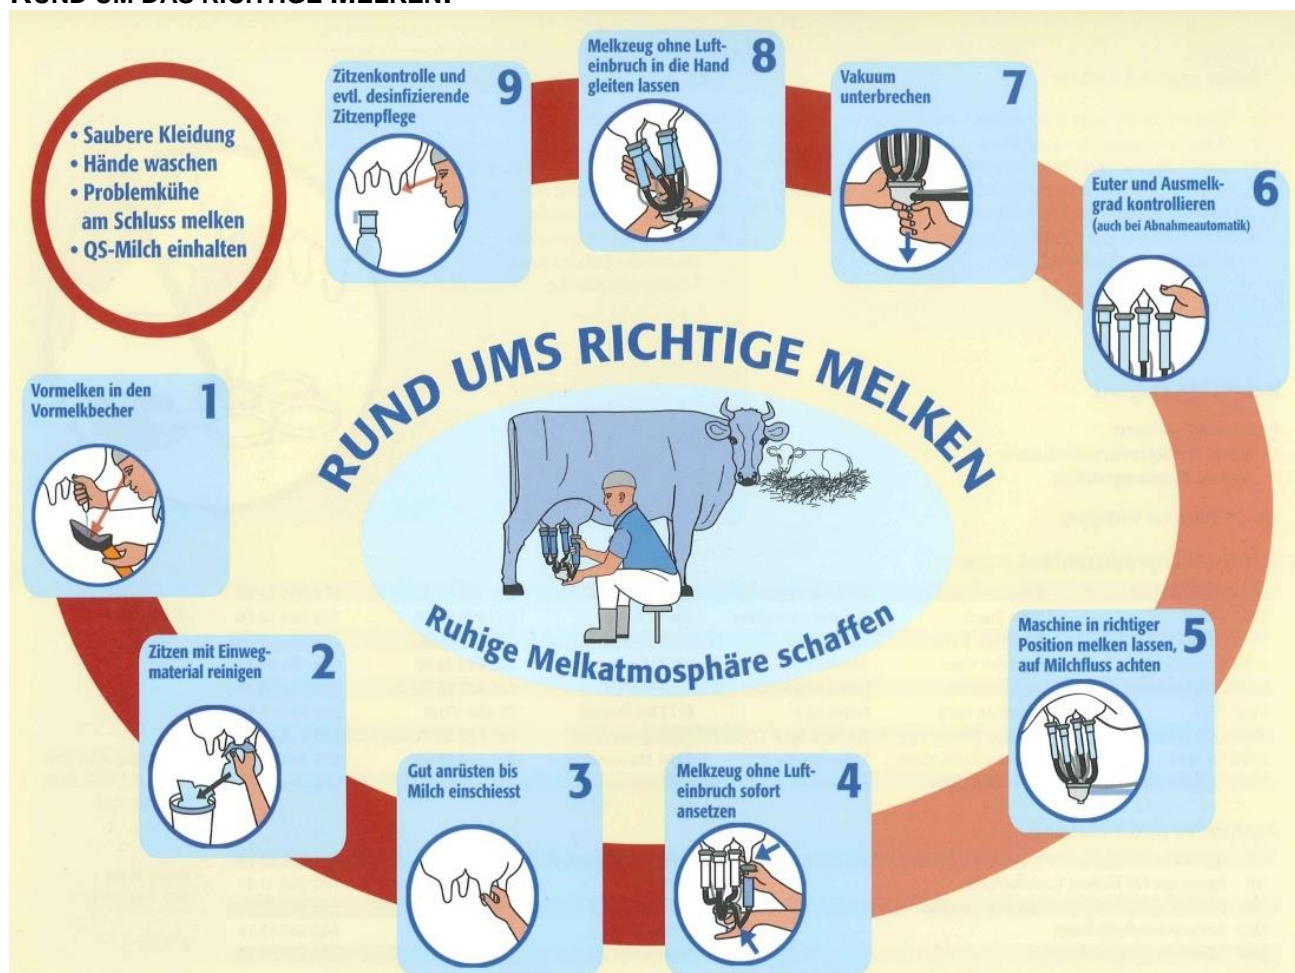 RUND UM DAS RICHTIGE MELKEN.
• Saubere Kleidung
• Hände waschen
• Problemkühe
am Schluss melken
• QS-Milch einhalten
Zitzenkontrolle und
evtl. desinfizierende
Zitzenpflege
9
Melkzeug ohne Luft-
einbruch in die Hand
gleiten lassen
8
Vakuum
unterbrechen
7
Euter und Ausmelk-
grad kontrollieren
(auch bei Abnahmeautomatik)
6
RUND UMS RICHTIGE MELKEN
Ruhige Melkatmosphäre schaffen
Vormelken in den
Vormelkbecher
1
Zitzen mit Einweg-
material reinigen
2
Gut anrüsten bis
Milch einschiesst
3
Melkzeug ohne Luft-
einbruch sofort
ansetzen
4
Maschine in richtiger
Position melken lassen,
auf Milchfluss achten
5